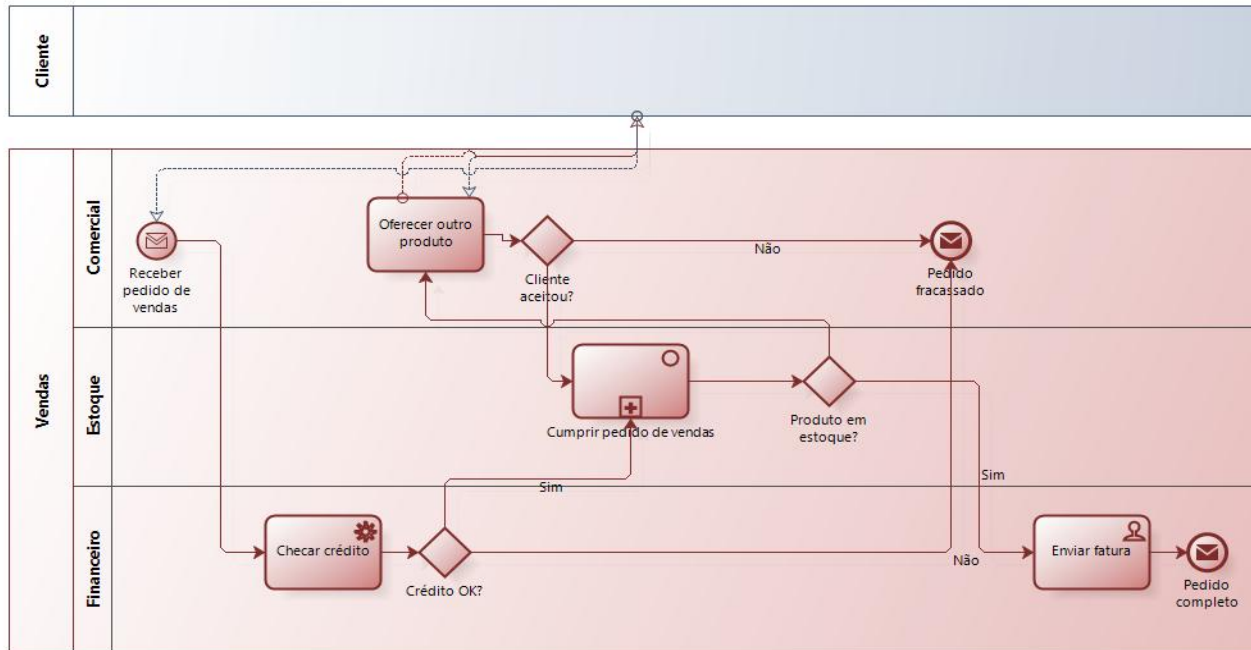 Cliente
Vendas
Comercial
Receber
pedido de
vendas
Oferecer outro
produto
Cliente
aceitou?
Não
Pedido
fracassado
Estoque
Cumprir pedido de vendas
Produto em
estoque?
Sim
Sim
Financeiro
Checar crédito
Crédito OK?
Não
Enviar fatura
Pedido
completo